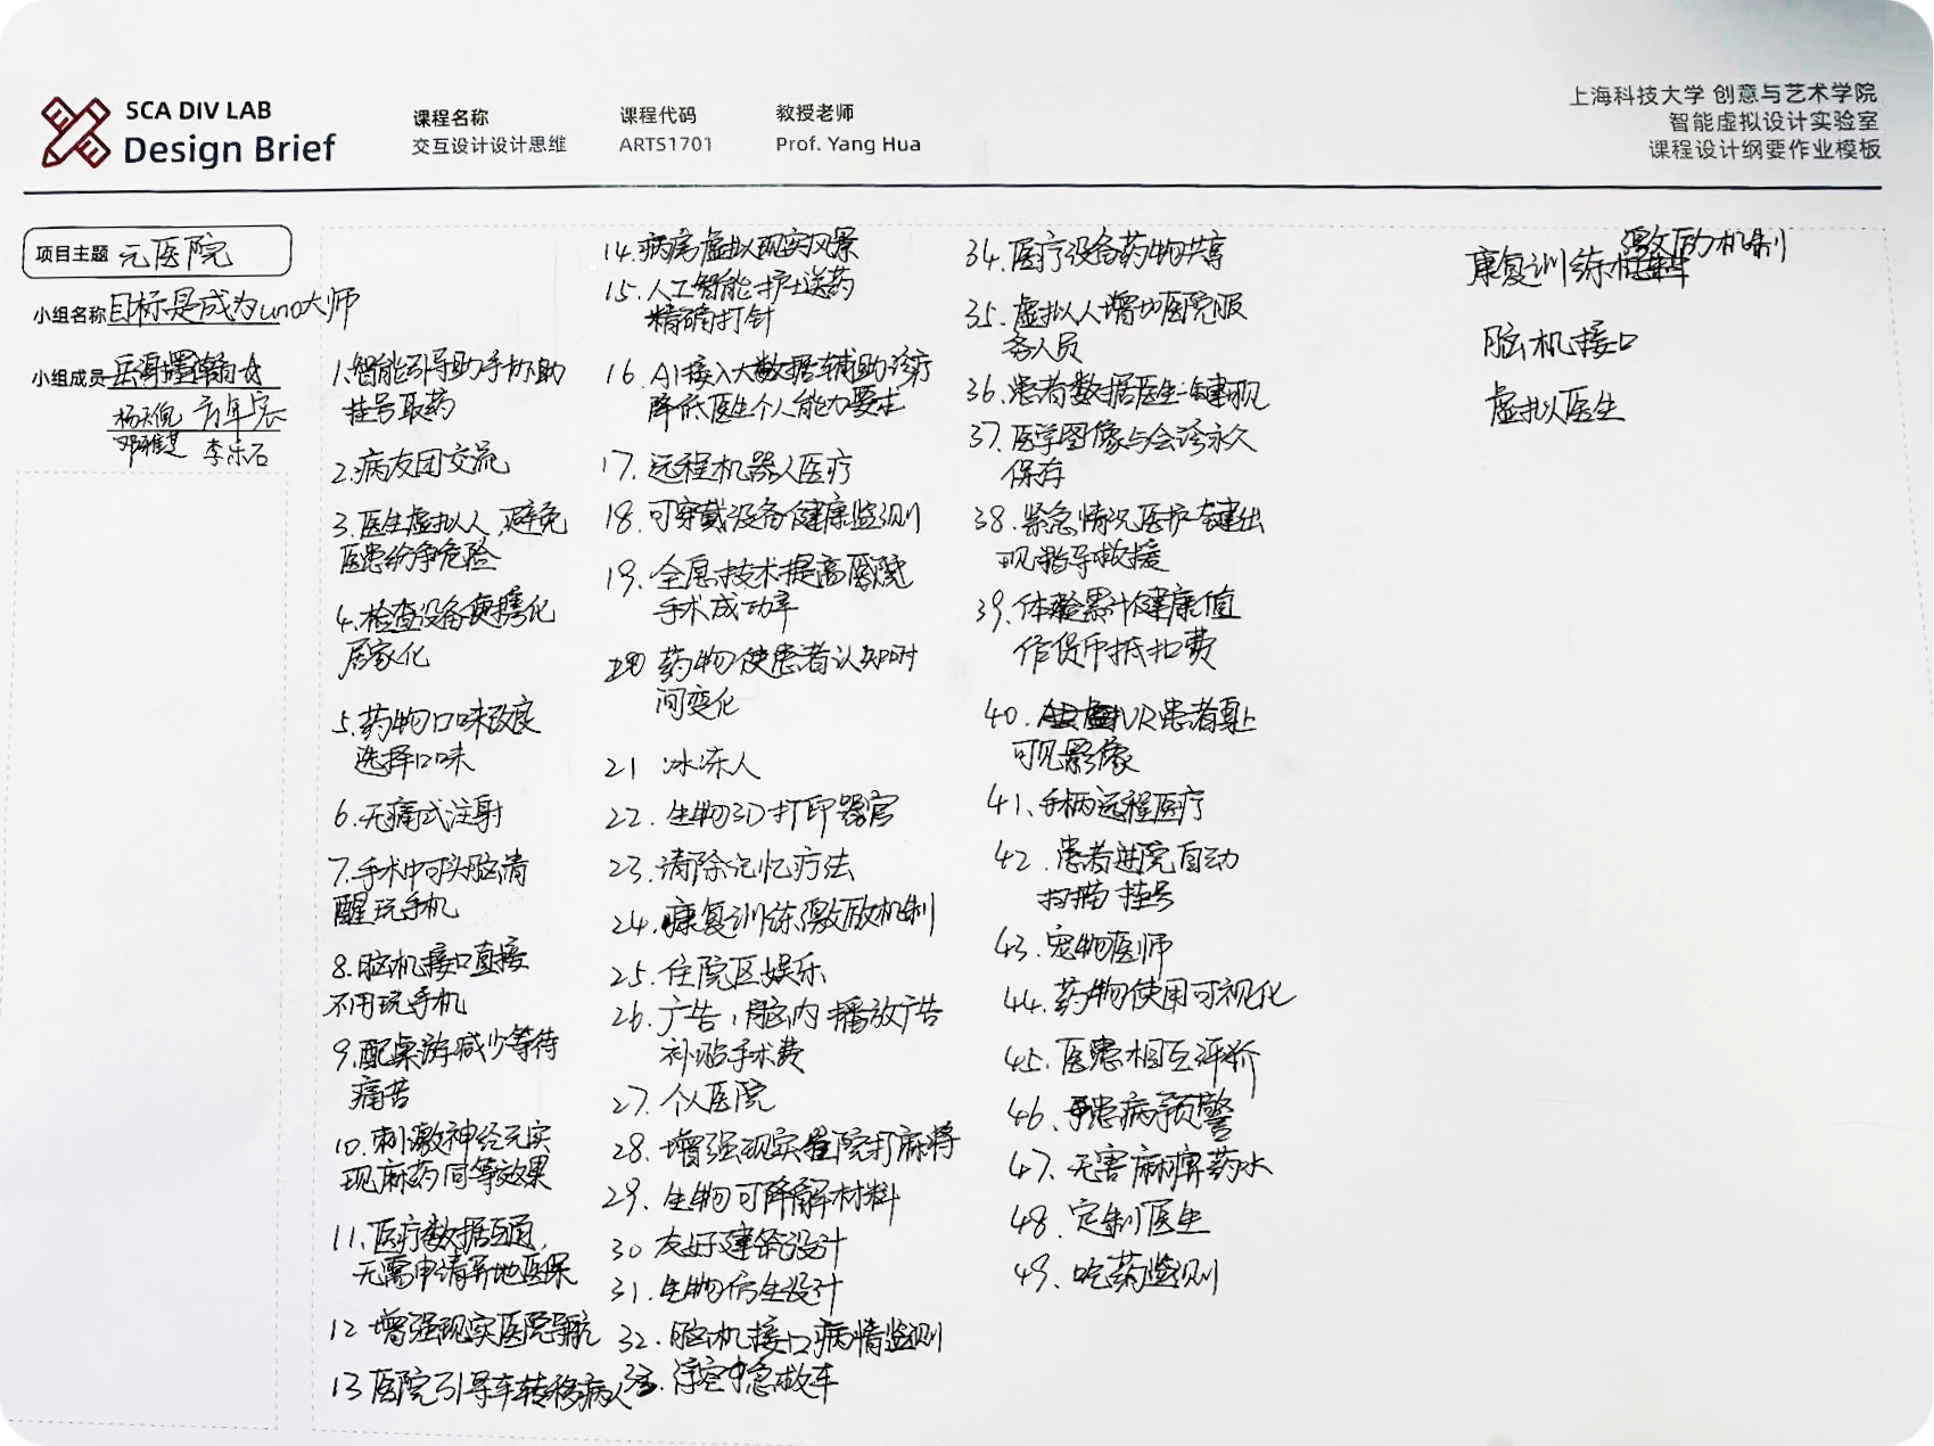 SCA DIV LAB
Design Brief
课程名称
交互设计设计思维
课程代码
ARTS1701
教授老师
Prof. Yang Hua
上海科技大学 创意与艺术学院
智能虚拟设计实验室
课程设计纲要作业模板
项目主题 元医院
小组名称 目标是成为uno大师
小组成员
李乐石
1.智能引导助手协助
挂号取药
2.病友团交流
3.医生虚拟人,避免
医患纷争危险
4.检查设备便携化
居家化
5.药物口味改良
选择口味
6.无痛式注射
7.手术中可头脑清
醒玩手机
8.脑机接口直接
不用玩手机
9.配桌游减少等待
痛苦
10.刺激神经元实
现麻药同等效果
11.医疗数据互通,
无需申请异地医保
12 增强现实医院导航
13 医院引导车转移病人
14.病房虚拟现实风景
15.人工智能护士送药
精确打针
16.AI接入大数据辅助诊疗
降低医生个人能力要求
17.远程机器人医疗
18.可穿戴设备健康监测
19.全息技术提高医院
手术成功率
20 药物使患者认知时
间变化
21 冰冻人
22.生物3D打印器官
23.清除记忆疗法
24.康复训练激励机制
25.住院区娱乐
26.广告,脑内播放广告
补贴手术费
27.个人医院
28.增强现实住院打麻将
29.生物可降解材料
30 友好建筑设计
31.生物仿生设计
32.脑机接口病情监测
33.浮空中急救车
34.医疗设备药物共享
35.虚拟人增加医院服
务人员
36.患者数据医生一键可见
37.医学图像与会诊永久
保存
38.紧急情况医护一键出
现指导救援
39.体验累计健康值
作货币抵扣费
40.VR患者身上
可见影像
41.手柄远程医疗
42.患者进院自动
扫描挂号
43.宠物医师
44.药物使用可视化
45.医患相互评价
46.患病预警
47.无害麻痹药水
48.定制医生
49.吃药监测
康复训练激励机制
脑机接口
虚拟医生